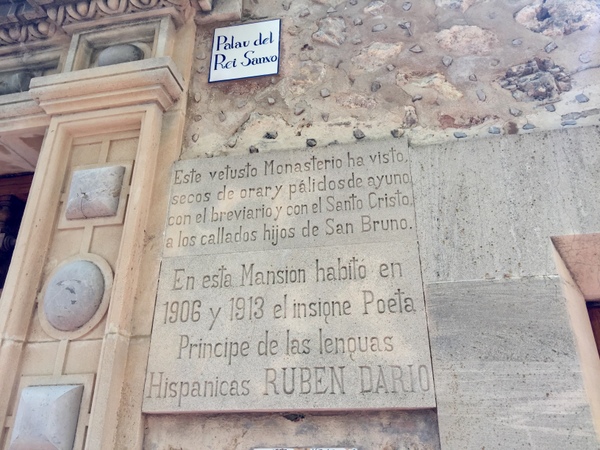 Palau del
Rei Sanxo
Este vetusto Monasterio ha visto,
secos de orar y pálidos de ayuno,
con el breviario y con el Santo Cristo,
a los callados hijos de San Bruno.
En esta Mansion habito en
1906 y 1913 el insigne Poeta
Principe de las lenguas
Hispanicas RUBEN DARIO